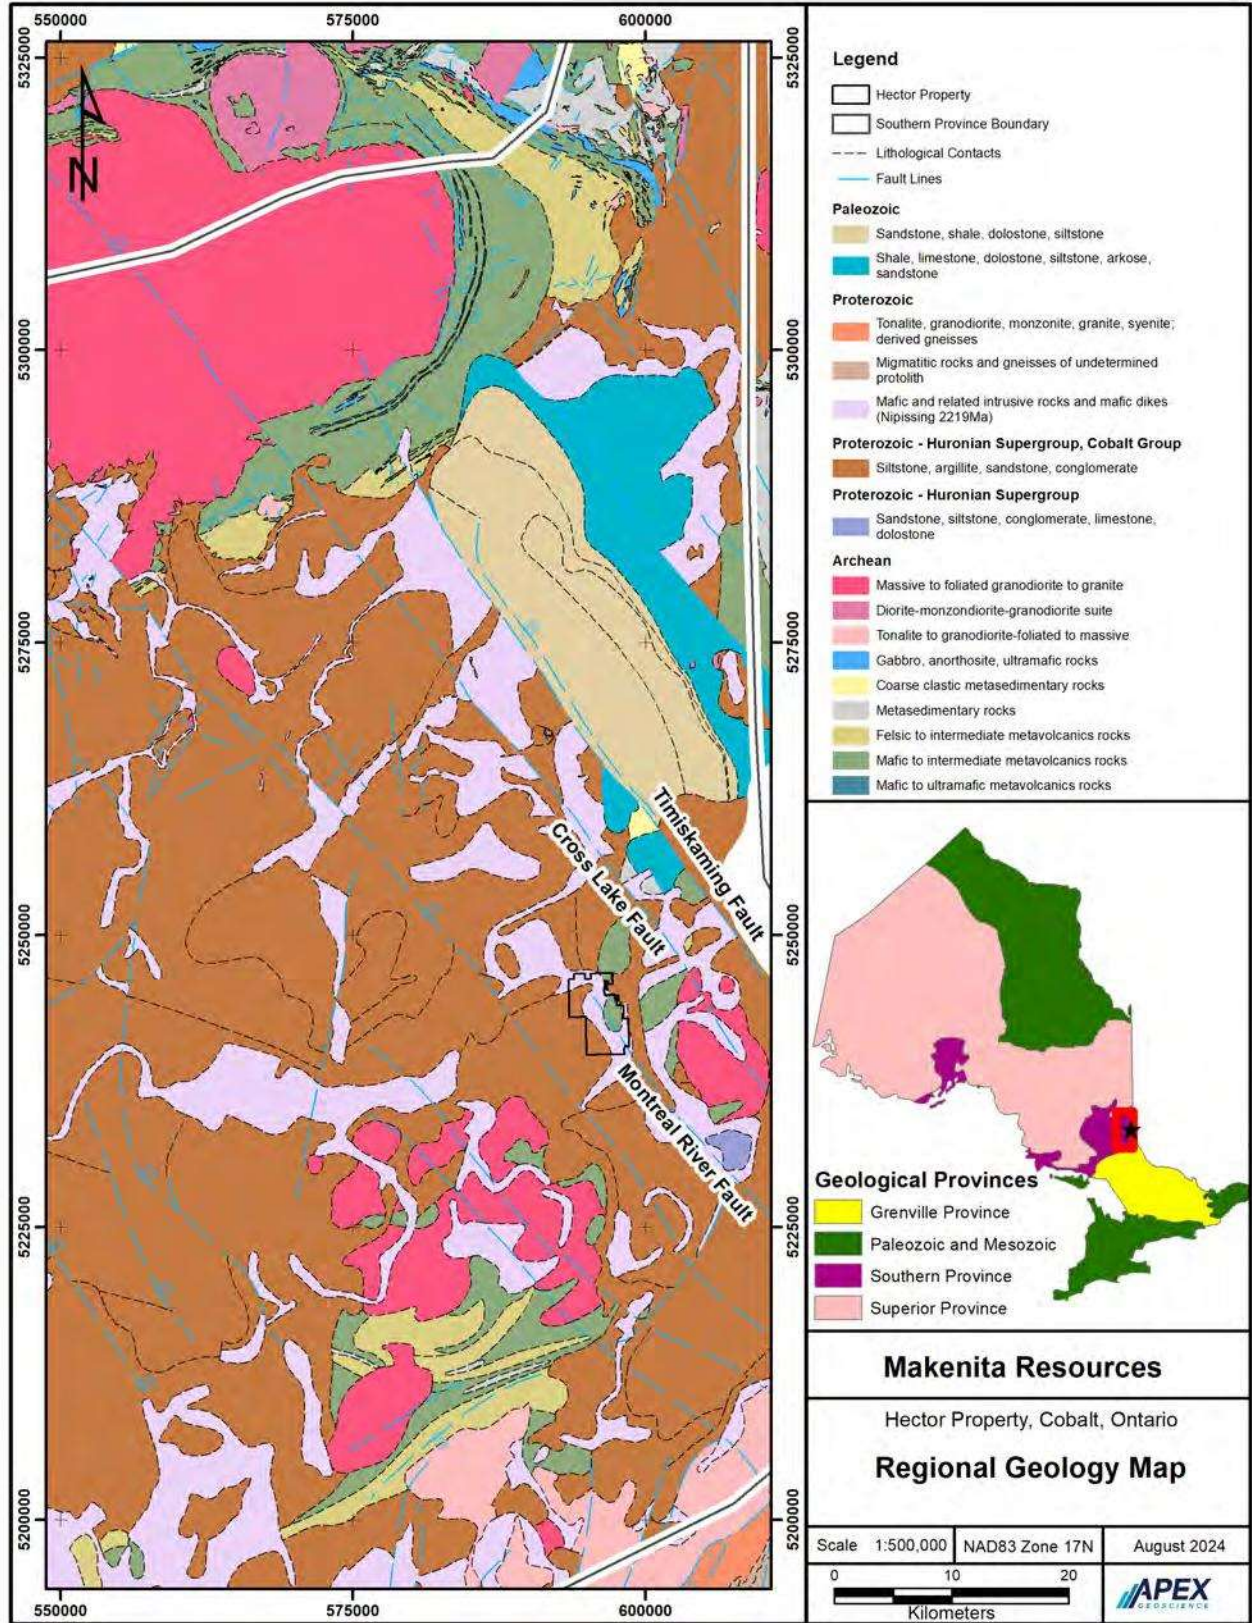 550000
575000
600000
5325000
5325000
5300000
5300000
5275000
5275000
5250000
5250000
5225000
5225000
5200000
5200000
550000
575000
600000
N
Timiskaming Fault
Cross Lake Fault
Montreal River Fault
Legend
Hector Property
Southern Province Boundary
Lithological Contacts
Fault Lines
Paleozoic
Sandstone, shale, dolostone, siltstone
Shale, limestone, dolostone, siltstone, arkose,
sandstone
Proterozoic
Tonalite, granodiorite, monzonite, granite, syenite;
derived gneisses
Migmatitic rocks and gneisses of undetermined
protolith
Mafic and related intrusive rocks and mafic dikes
(Nipissing 2219Ma)
Proterozoic - Huronian Supergroup, Cobalt Group
Siltstone, argillite, sandstone, conglomerate
Proterozoic - Huronian Supergroup
Sandstone, siltstone, conglomerate, limestone,
dolostone
Archean
Massive to foliated granodiorite to granite
Diorite-monzondiorite-granodiorite suite
Tonalite to granodiorite-foliated to massive
Gabbro, anorthosite, ultramafic rocks
Coarse clastic metasedimentary rocks
Metasedimentary rocks
Felsic to intermediate metavolcanics rocks
Mafic to intermediate metavolcanics rocks
Mafic to ultramafic metavolcanics rocks
Geological Provinces
Grenville Province
Paleozoic and Mesozoic
Southern Province
Superior Province
Makenita Resources
Hector Property, Cobalt, Ontario
Regional Geology Map
Scale 1:500,000
NAD83 Zone 17N
August 2024
0 10 20
Kilometers
APEX
GEOSCIENCE